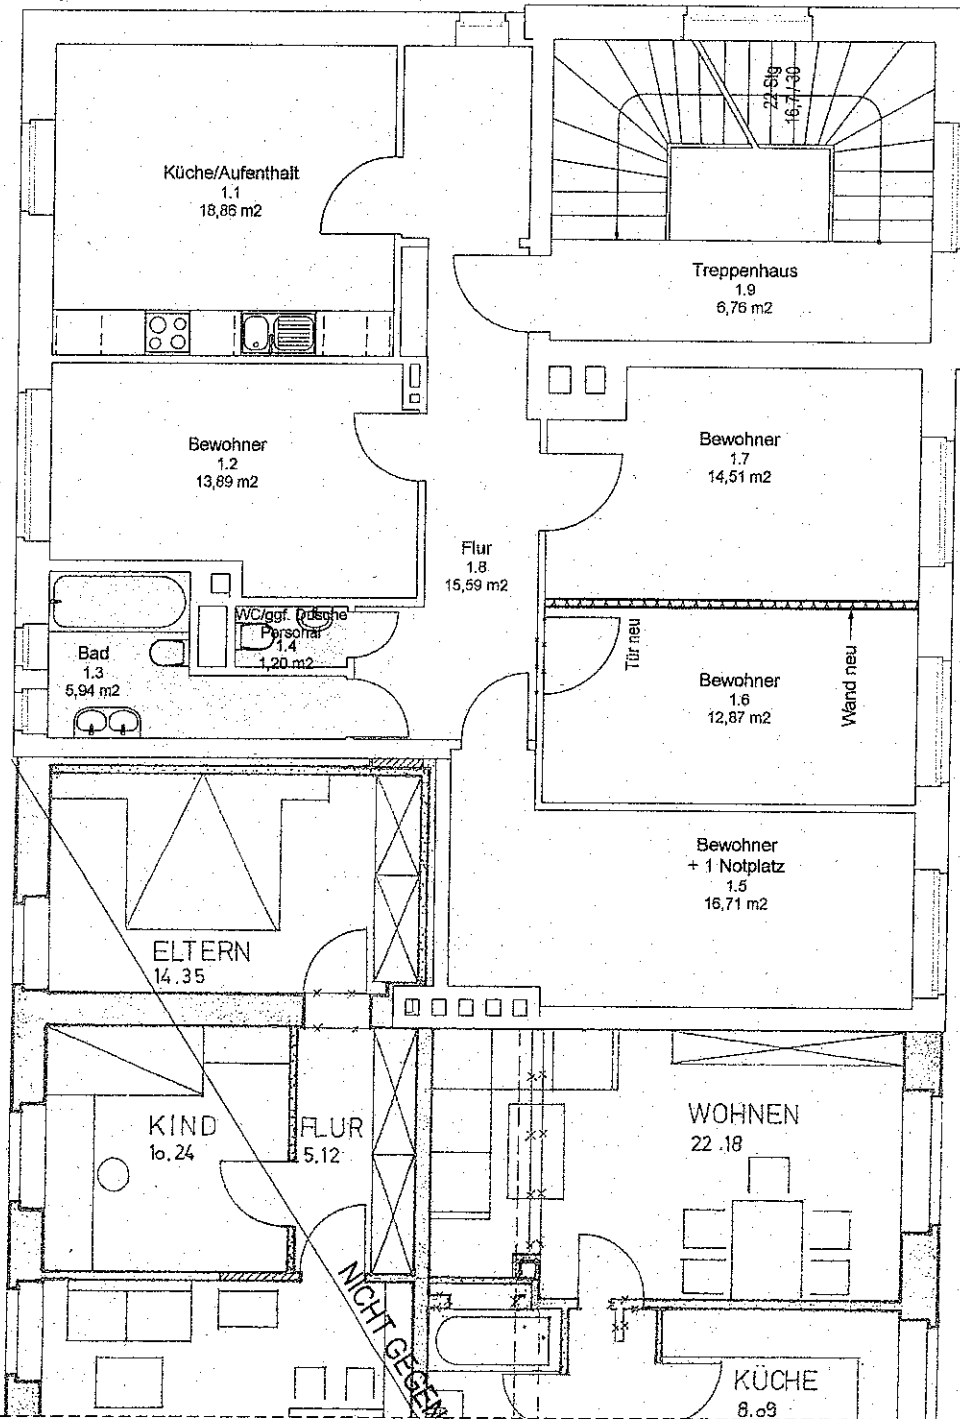 22 Stg
16,7 / 30
Küche/Aufenthalt
1.1
18,86 m2
Treppenhaus
1.9
6,76 m2
Bewohner
1.2
13,89 m2
Bewohner
1.7
14,51 m2
Flur
1.8
15,59 m2
WC/ggf. Dusche
Personal
1.4
1,20 m2
Bad
1.3
5,94 m2
Tür neu
Bewohner
1.6
12,87 m2
Wand neu
Bewohner
+ 1 Notplatz
1.5
16,71 m2
ELTERN
14.35
KIND
10.24
FLUR
5.12
WOHNEN
22.18
NICHT GEGEN
KÜCHE
8.09